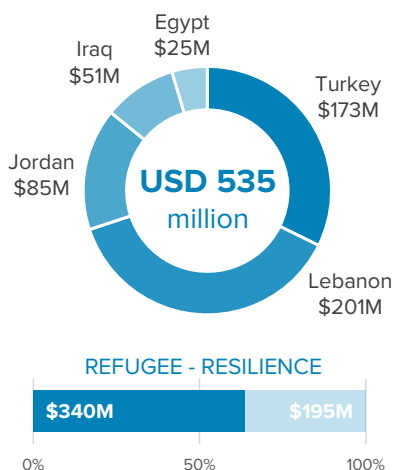 Egypt
$25M
Iraq
$51M
Turkey
$173M
Jordan
$85M
USD 535
million
Lebanon
$201M
REFUGEE - RESILIENCE
$340M $195M
0% 50% 100%